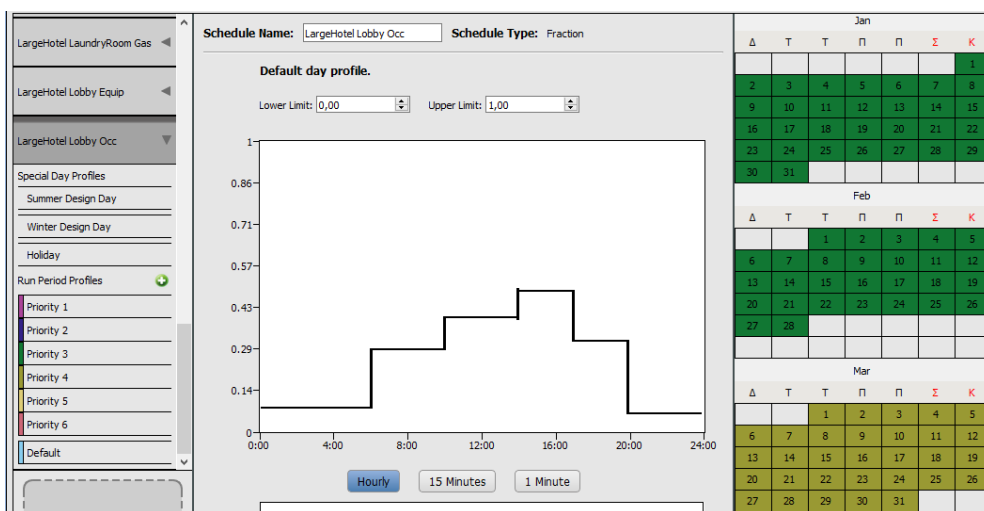 LargeHotel LaundryRoom Gas
LargeHotel Lobby Equip
LargeHotel Lobby Occ
Special Day Profiles
Summer Design Day
Winter Design Day
Holiday
Run Period Profiles
Priority 1
Priority 2
Priority 3
Priority 4
Priority 5
Priority 6
Default
Schedule Name: LargeHotel Lobby Occ Schedule Type: Fraction
Default day profile.
Lower Limit: 0,00 Upper Limit: 1,00
1
0.86
0.71
0.57
0.43
0.29
0.14
0
0:00 4:00 8:00 12:00 16:00 20:00 24:00
Hourly 15 Minutes 1 Minute
Jan
Δ Τ Τ Π Π Σ Κ
1
2 3 4 5 6 7 8
9 10 11 12 13 14 15
16 17 18 19 20 21 22
23 24 25 26 27 28 29
30 31
Feb
Δ Τ Τ Π Π Σ Κ
1 2 3 4 5
6 7 8 9 10 11 12
13 14 15 16 17 18 19
20 21 22 23 24 25 26
27 28
Mar
Δ Τ Τ Π Π Σ Κ
1 2 3 4 5
6 7 8 9 10 11 12
13 14 15 16 17 18 19
20 21 22 23 24 25 26
27 28 29 30 31